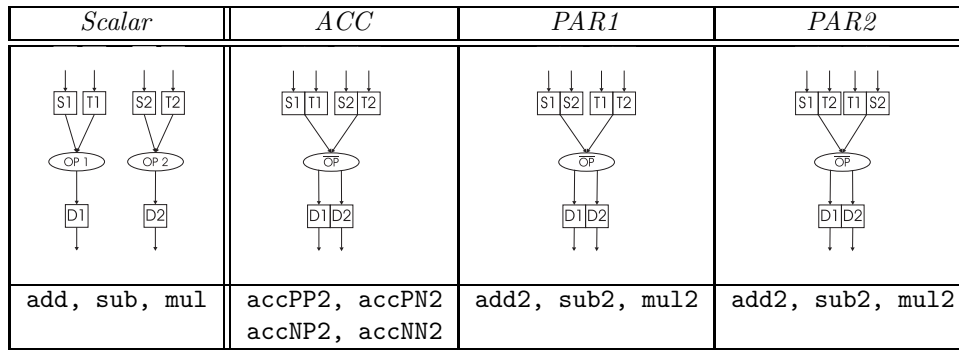 Scalar ACC PAR1 PAR2
S1 T1 S2 T2 S1 T1 S2 T2 S1 S2 T1 T2 S1 T2 T1 S2
OP 1 OP 2 OP OP OP
D1 D2 D1 D2 D1 D2 D1 D2
add, sub, mul accPP2, accPN2 add2, sub2, mul2 add2, sub2, mul2
accNP2, accNN2